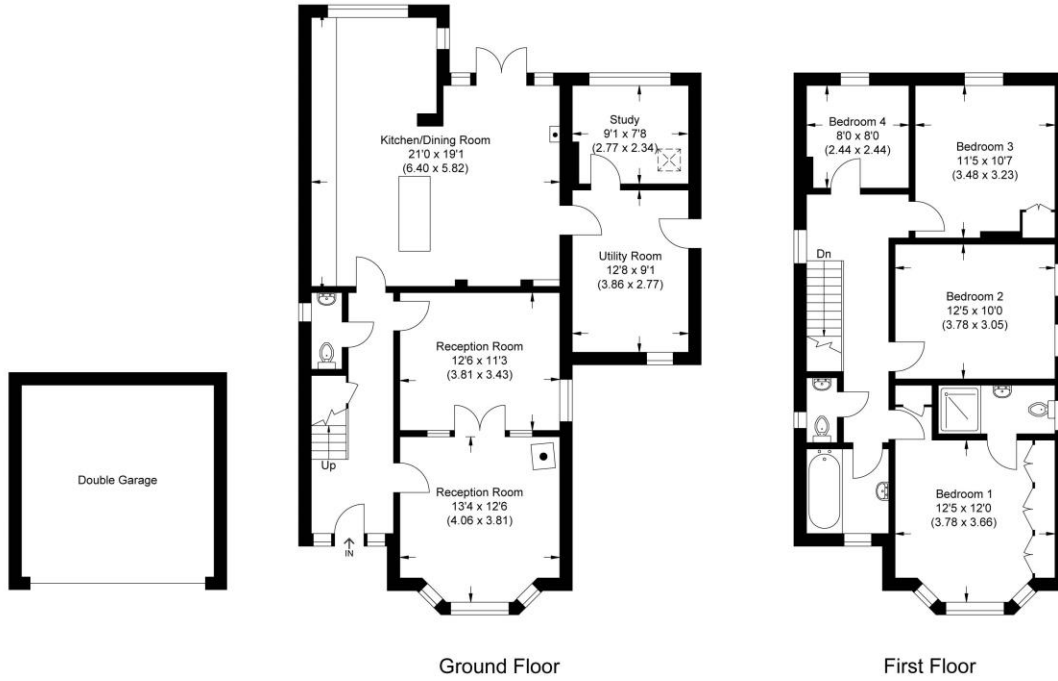 Kitchen/Dining Room
21'0 x 19'1
(6.40 x 5.82)
Study
9'1 x 7'8
(2.77 x 2.34)
Utility Room
12'8 x 9'1
(3.86 x 2.77)
Reception Room
12'6 x 11'3
(3.81 x 3.43)
Up
Reception Room
13'4 x 12'6
(4.06 x 3.81)
IN
Double Garage
Ground Floor
Bedroom 4
8'0 x 8'0
(2.44 x 2.44)
Bedroom 3
11'5 x 10'7
(3.48 x 3.23)
Dn
Bedroom 2
12'5 x 10'0
(3.78 x 3.05)
Bedroom 1
12'5 x 12'0
(3.78 x 3.66)
First Floor